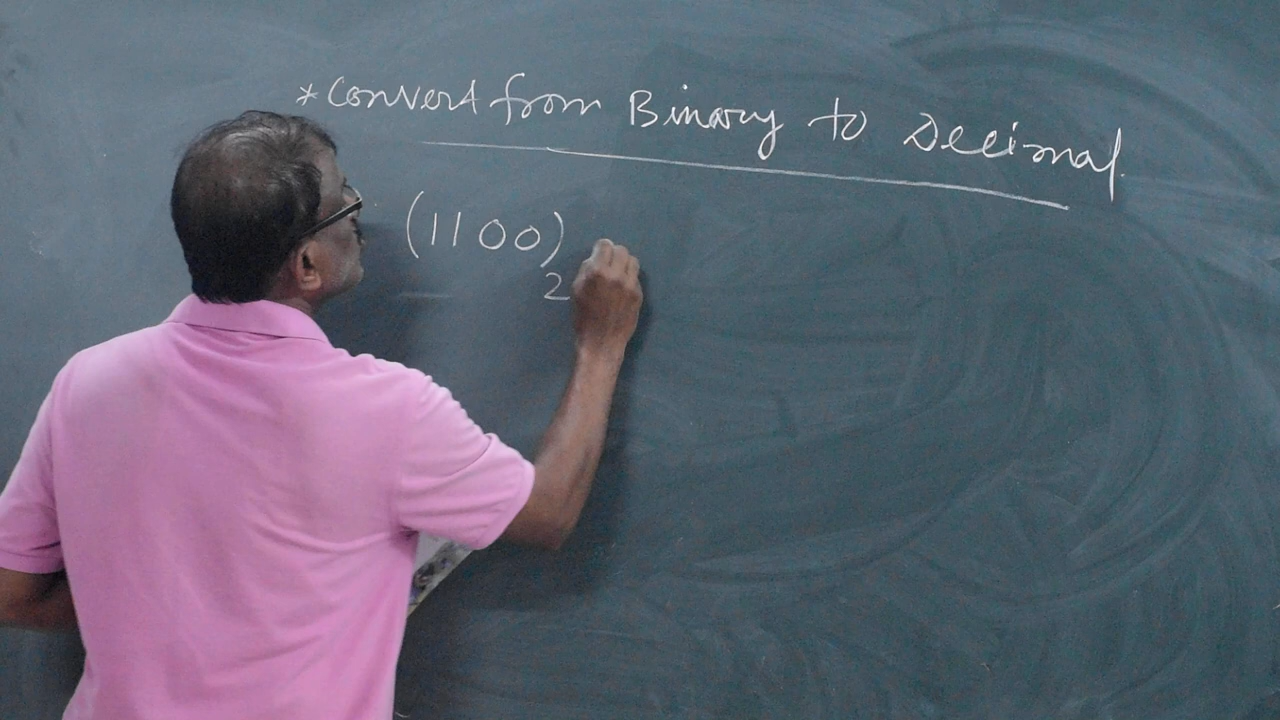 *Convert from Binary to Decimal.
(1100)2